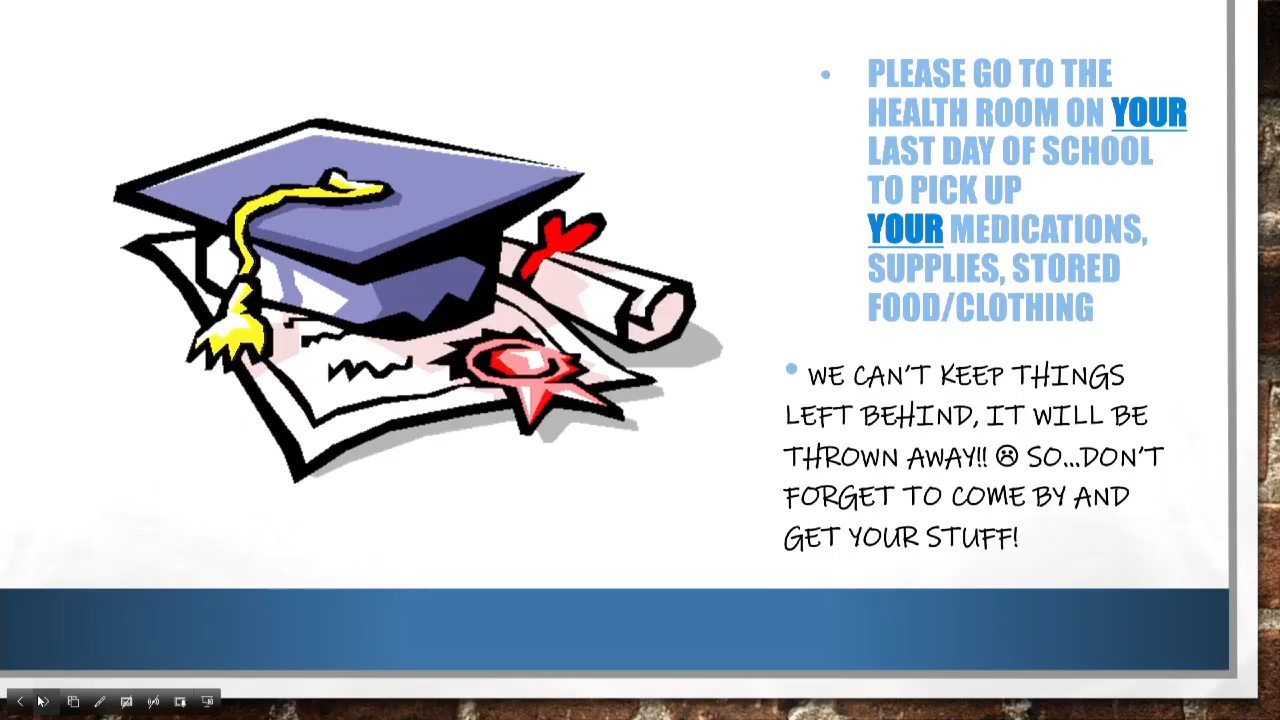 • PLEASE GO TO THE
HEALTH ROOM ON YOUR
LAST DAY OF SCHOOL
TO PICK UP
YOUR MEDICATIONS,
SUPPLIES, STORED
FOOD/CLOTHING
• WE CAN'T KEEP THINGS
LEFT BEHIND, IT WILL BE
THROWN AWAY!! ☹ SO...DON'T
FORGET TO COME BY AND
GET YOUR STUFF!